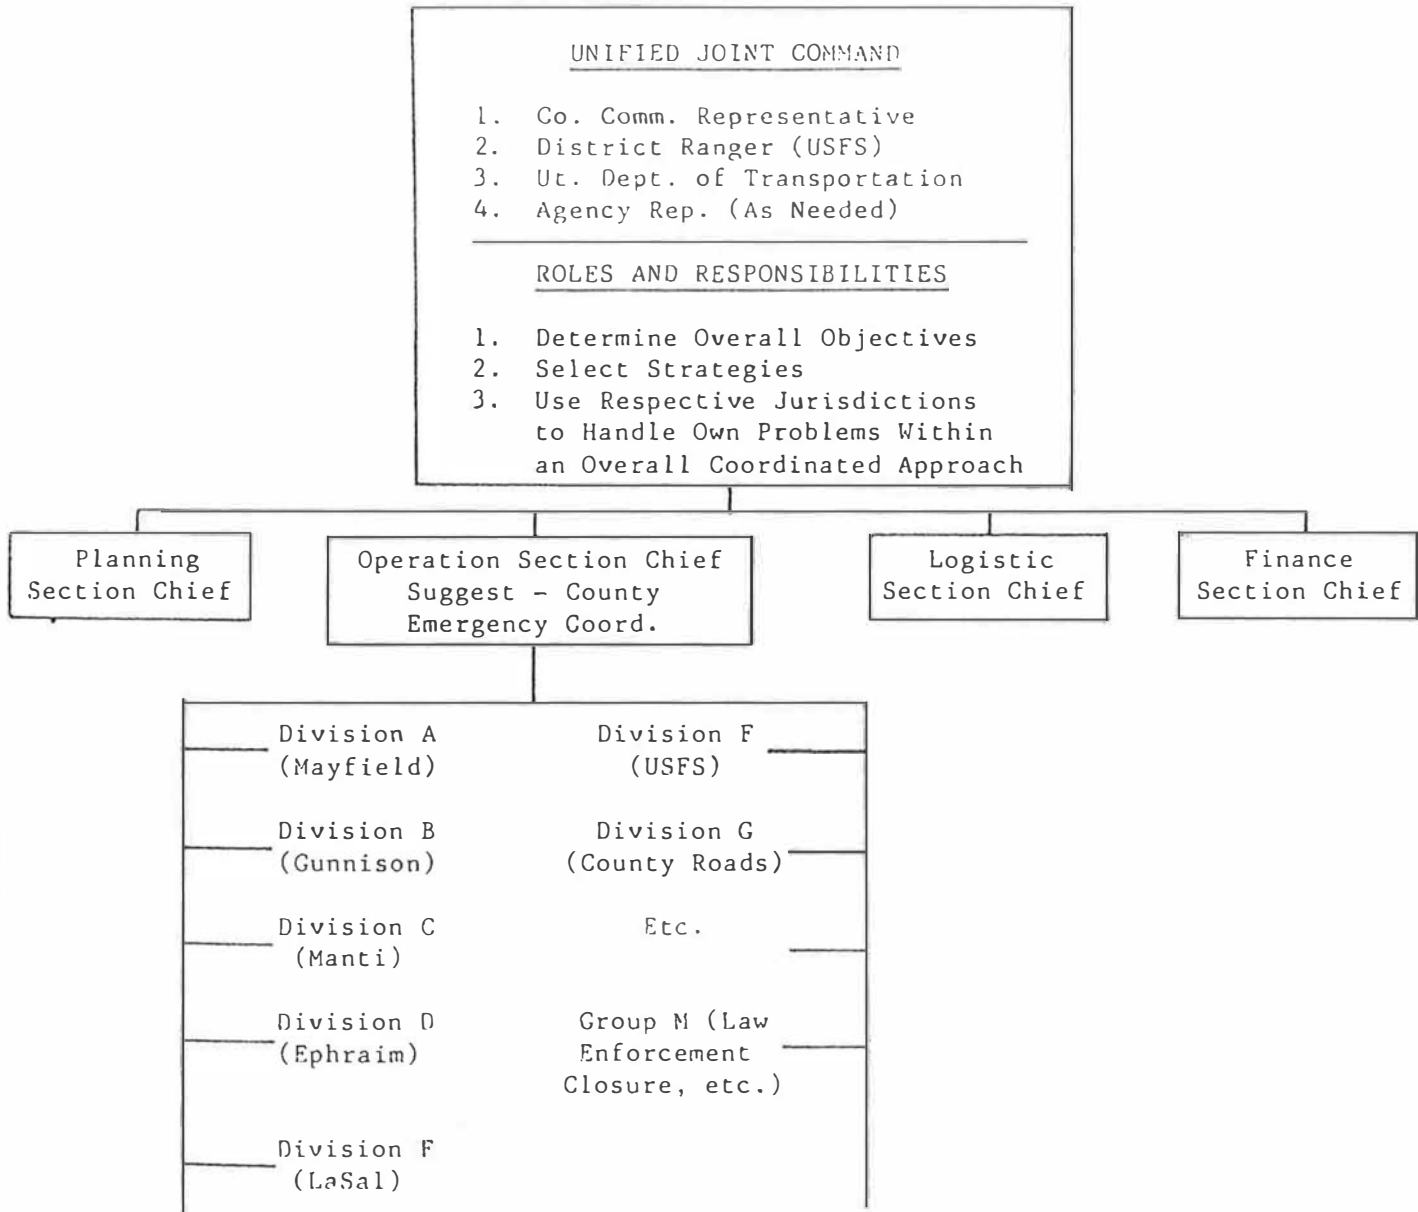 UNIFIED JOINT COMMAND
1. Co. Comm. Representative
2. District Ranger (USFS)
3. Ut. Dept. of Transportation
4. Agency Rep. (As Needed)
ROLES AND RESPONSIBILITIES
1. Determine Overall Objectives
2. Select Strategies
3. Use Respective Jurisdictions
to Handle Own Problems Within
an Overall Coordinated Approach
Planning
Section Chief
Operation Section Chief
Suggest - County
Emergency Coord.
Logistic
Section Chief
Finance
Section Chief
Division A
(Mayfield)
Division B
(Gunnison)
Division C
(Manti)
Division D
(Ephraim)
Division F
(LaSal)
Division F
(USFS)
Division G
(County Roads)
Etc.
Group M (Law
Enforcement
Closure, etc.)